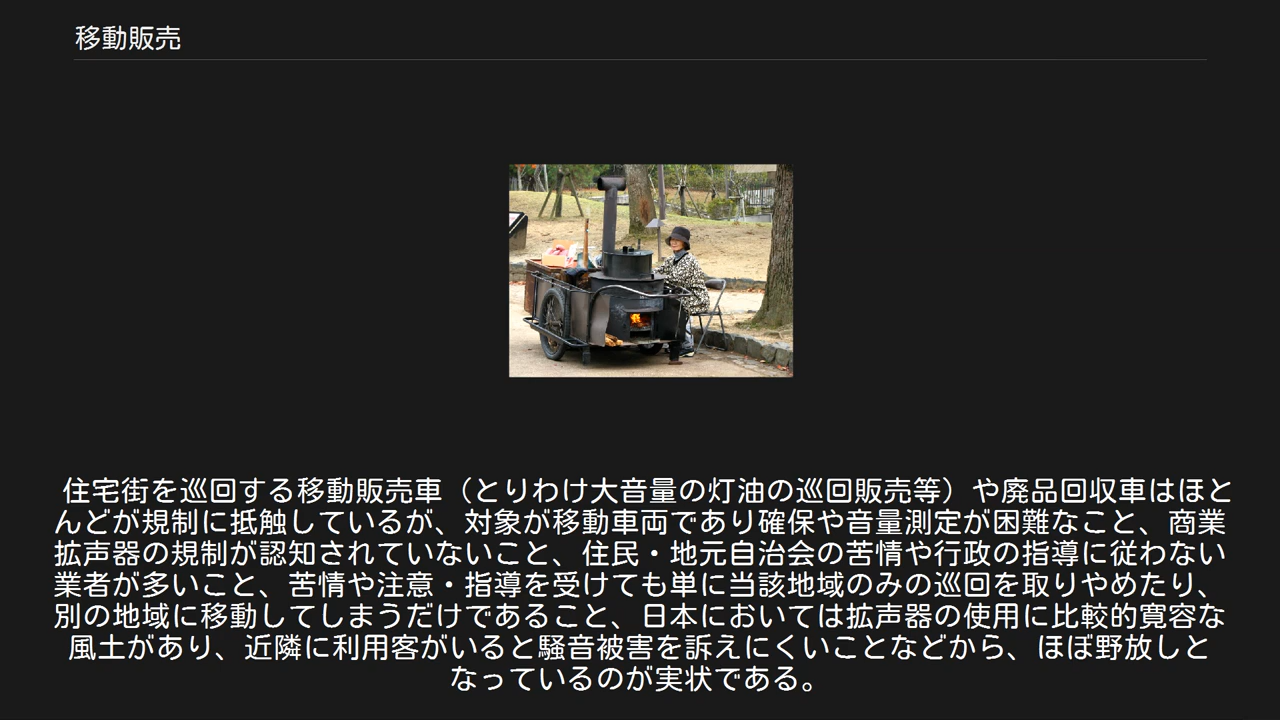 移動販売
住宅街を巡回する移動販売車（とりわけ大音量の灯油の巡回販売等）や廃品回収車はほと
んどが規制に抵触しているが、対象が移動車両であり確保や音量測定が困難なこと、商業
拡声器の規制が認知されていないこと、住民・地元自治会の苦情や行政の指導に従わない
業者が多いこと、苦情や注意・指導を受けても単に当該地域のみの巡回を取りやめたり、
別の地域に移動してしまうだけであること、日本においては拡声器の使用に比較的寛容な
風土があり、近隣に利用客がいると騒音被害を訴えにくいことなどから、ほぼ野放しと
なっているのが実状である。